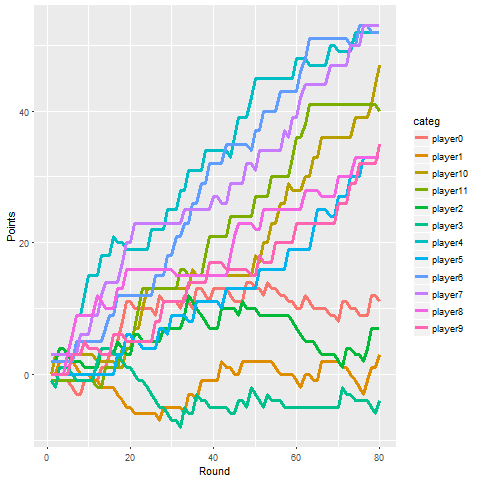 Points
40
20
0
0
20
40
60
80
Round
categ
player0
player1
player10
player11
player2
player3
player4
player5
player6
player7
player8
player9